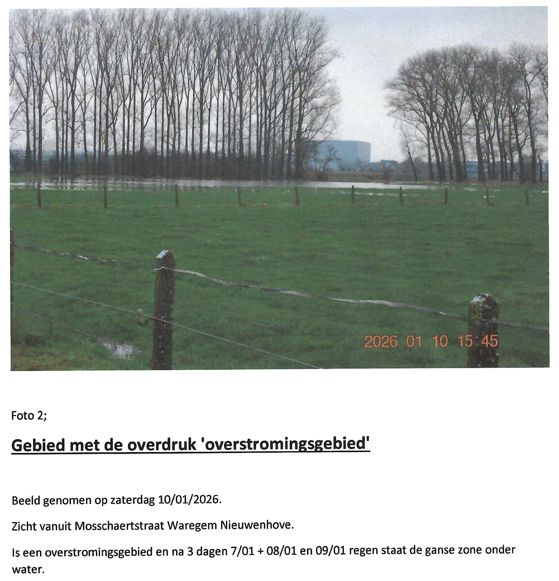 2026 01 10 15:45
Foto 2;
Gebied met de overdruk 'overstromingsgebied'
Beeld genomen op zaterdag 10/01/2026.
Zicht vanuit Mosschaertstraat Waregem Nieuwenhove.
Is een overstromingsgebied en na 3 dagen 7/01 + 08/01 en 09/01 regen staat de ganse zone onder
water.